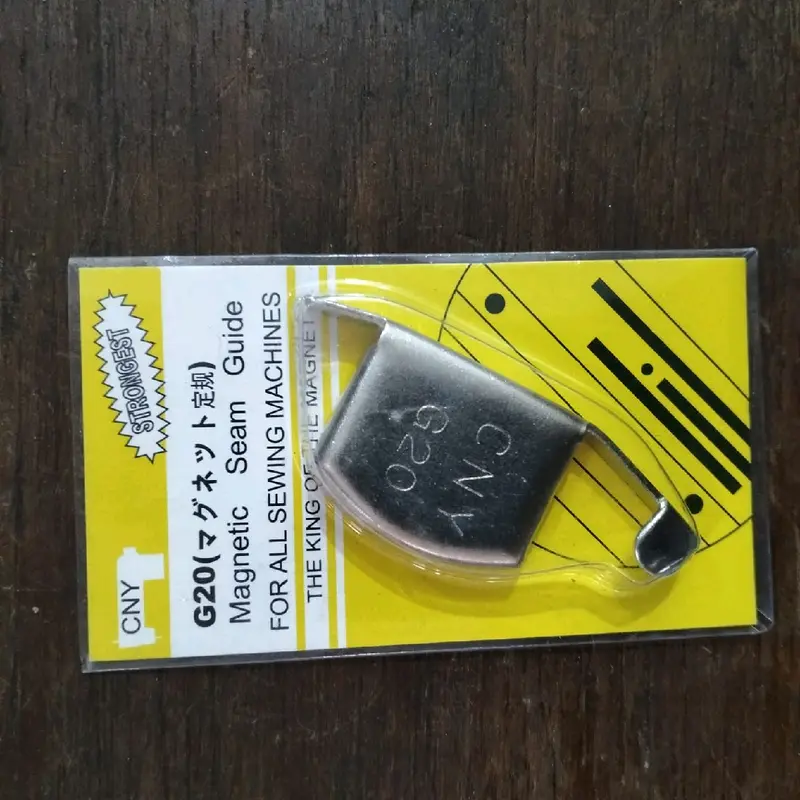 STRONGEST
CNY
G20(マグネット定規)
Magnetic Seam Guide
FOR ALL SEWING MACHINES
THE KING OF THE MAGNET
CNY
G20